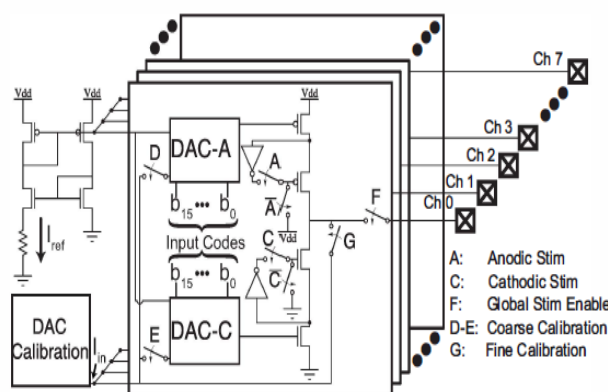 Ch 7
Vdd
Vdd
Vdd
DAC-A
D
A
Ch 3
Ch 2
Ch 1
Ch 0
b15 ••• b0
A̅
Vdd
F
Iref
Input Codes
C
G
b15 ••• b0
C̅
DAC Calibration
Iin
E
DAC-C
A: Anodic Stim
C: Cathodic Stim
F: Global Stim Enable
D-E: Coarse Calibration
G: Fine Calibration